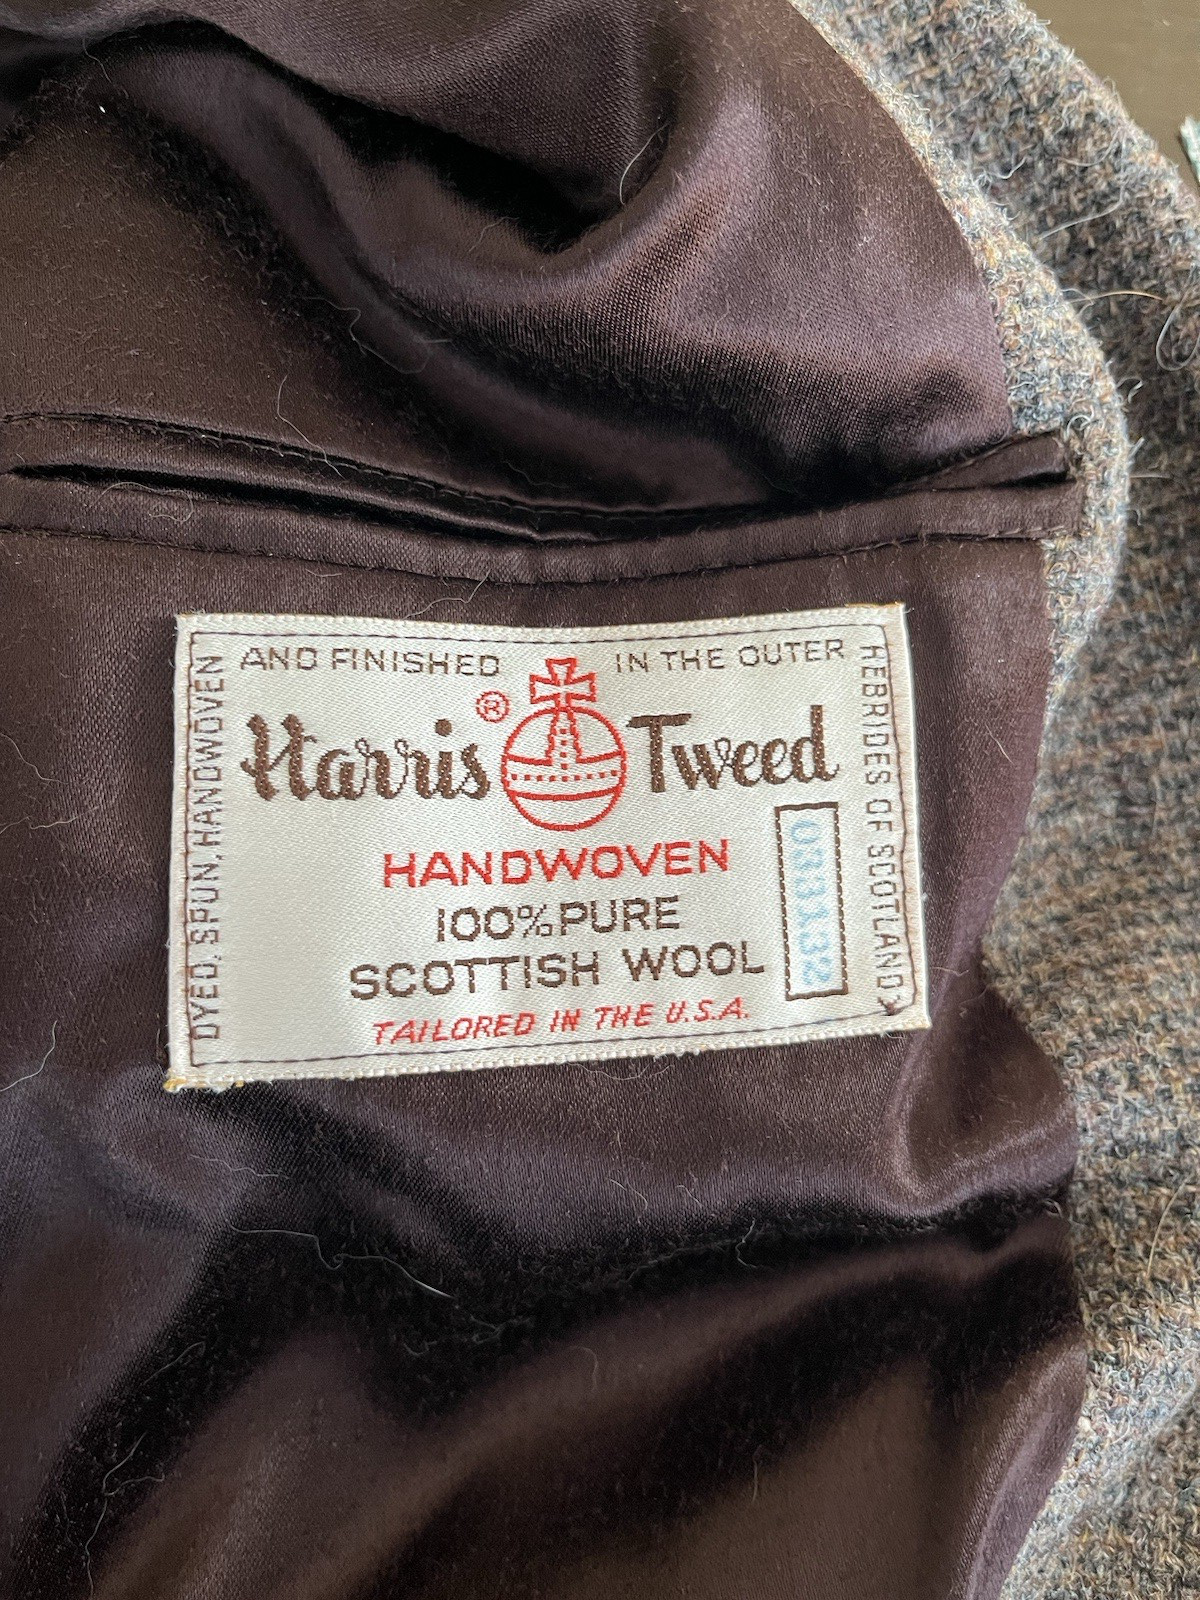 DYED, SPUN, HANDWOVEN
AND FINISHED IN THE OUTER
HEBRIDES OF SCOTLAND
Harris ® Tweed
HANDWOVEN
100% PURE
SCOTTISH WOOL
TAILORED IN THE U.S.A.